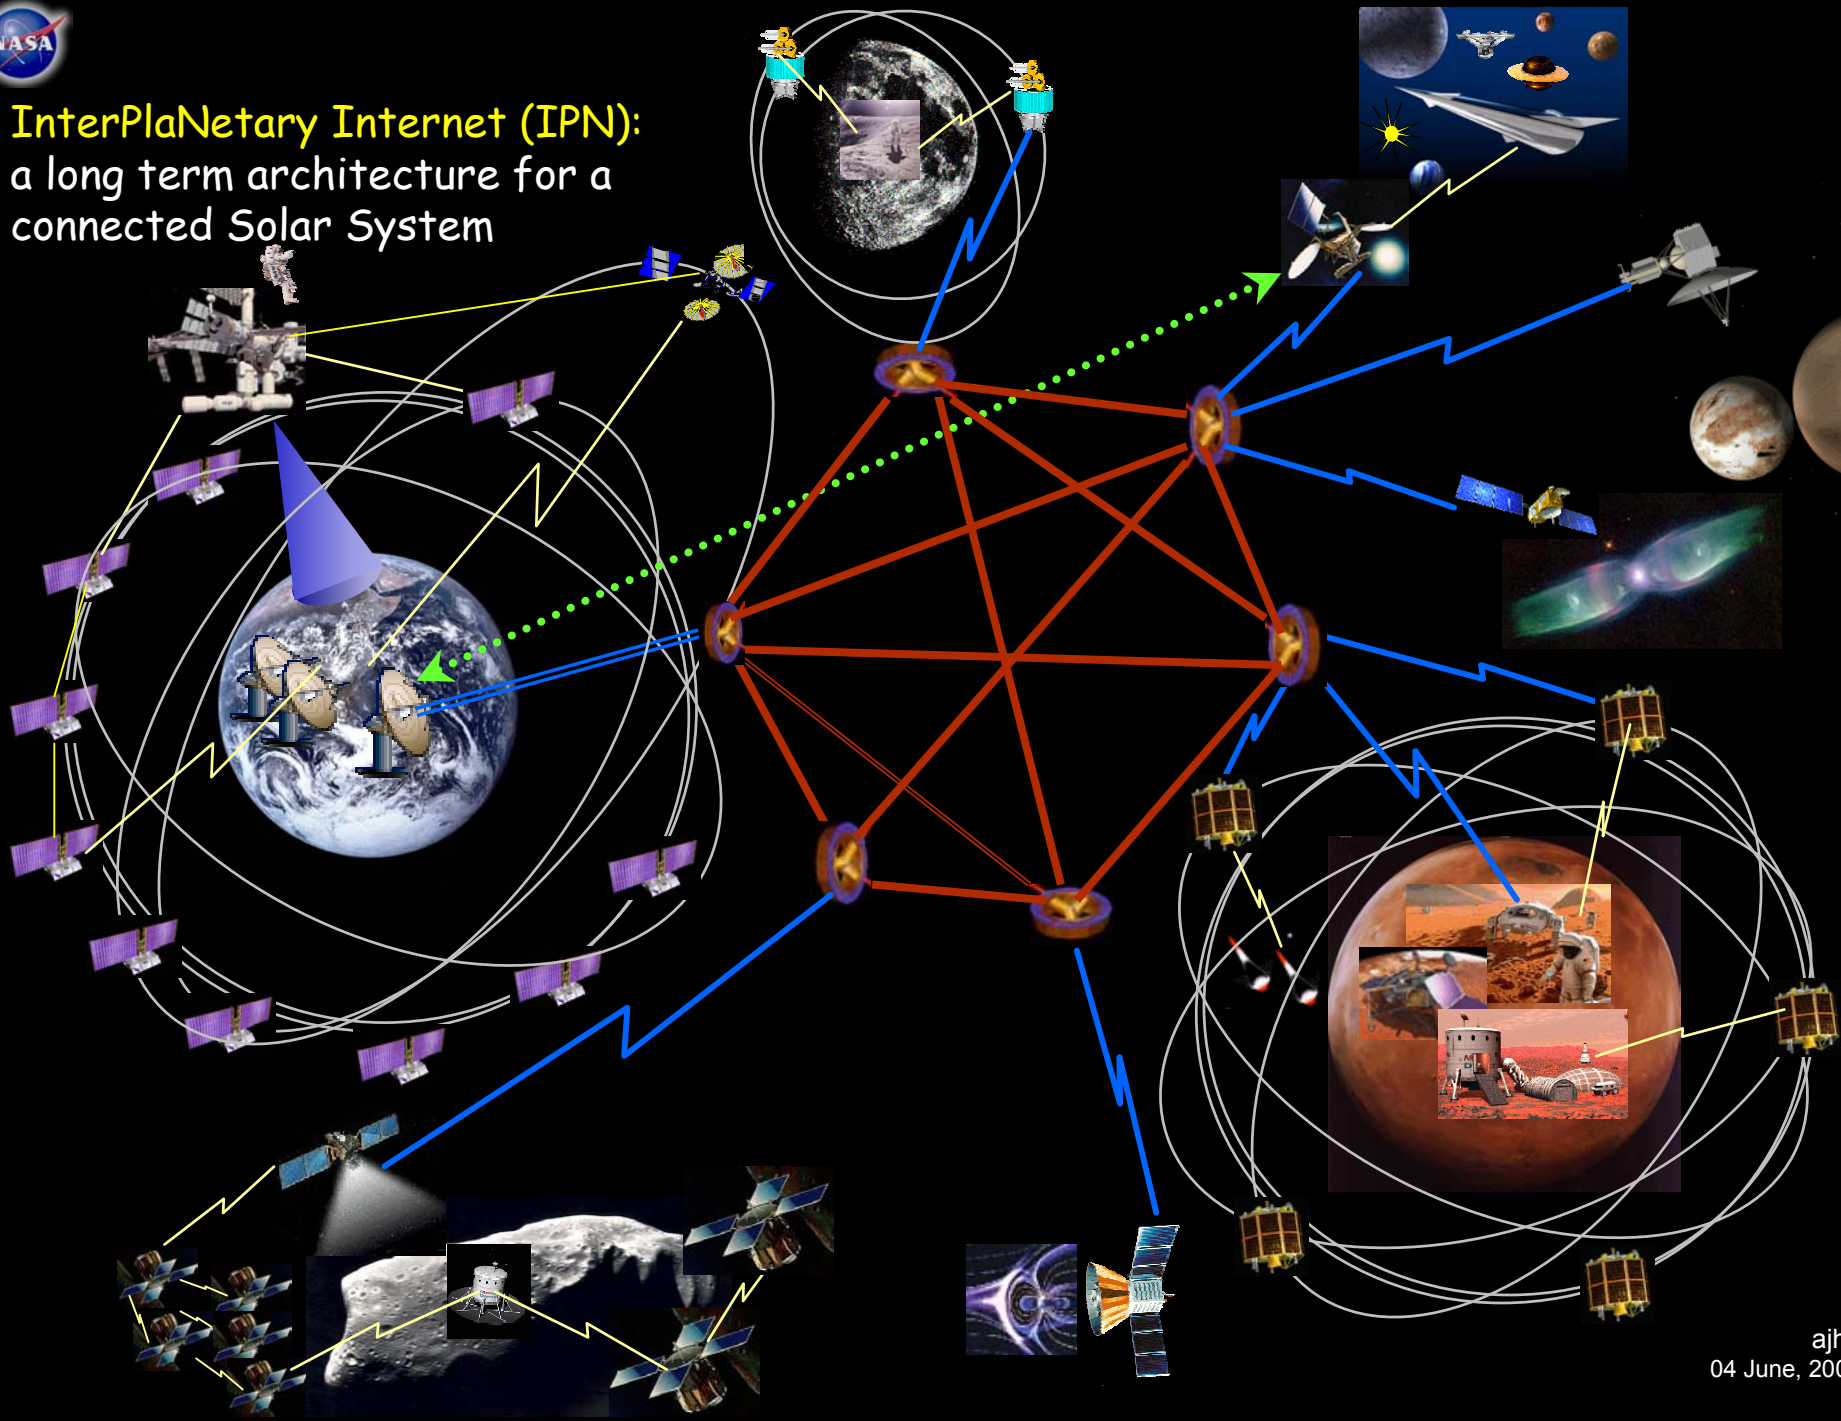 NASA
InterPlaNetary Internet (IPN):
a long term architecture for a
connected Solar System
ajh
04 June, 200